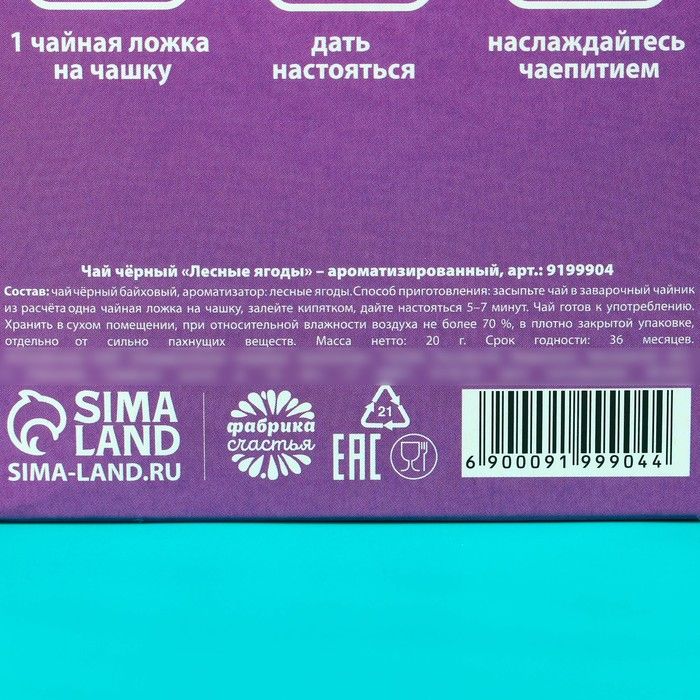 1 чайная ложка
на чашку
дать
настояться
наслаждайтесь
чаепитием
Чай чёрный «Лесные ягоды» – ароматизированный, арт.: 9199904
Состав: чай чёрный байховый, ароматизатор: лесные ягоды.Способ приготовления: засыпьте чай в заварочный чайник
из расчёта одна чайная ложка на чашку, залейте кипятком, дайте настояться 5–7 минут. Чай готов к употреблению.
Хранить в сухом помещении, при относительной влажности воздуха не более 70 %, в плотно закрытой упаковке,
отдельно от сильно пахнущих веществ. Масса нетто: 20 г. Срок годности: 36 месяцев.
SIMA
LAND
SIMA-LAND.RU
фабрика
счастья
21
EAC
6 900091 999044